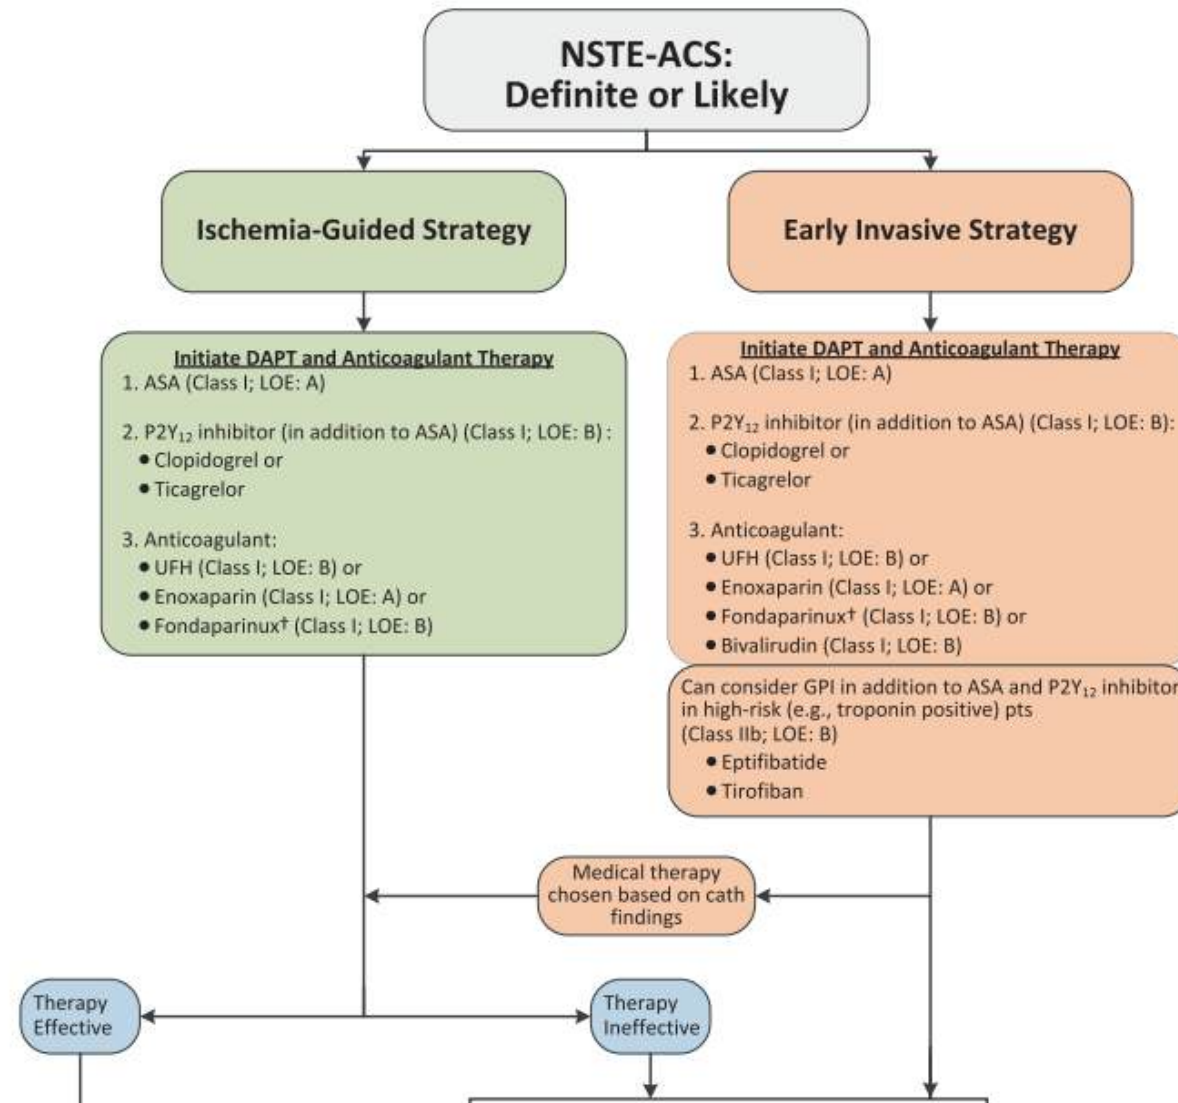 NSTE-ACS:
Definite or Likely
Ischemia-Guided Strategy
Early Invasive Strategy
Initiate DAPT and Anticoagulant Therapy
1. ASA (Class I; LOE: A)
2. P2Y₁₂ inhibitor (in addition to ASA) (Class I; LOE: B) :
● Clopidogrel or
● Ticagrelor
3. Anticoagulant:
● UFH (Class I; LOE: B) or
● Enoxaparin (Class I; LOE: A) or
● Fondaparinux† (Class I; LOE: B)
Initiate DAPT and Anticoagulant Therapy
1. ASA (Class I; LOE: A)
2. P2Y₁₂ inhibitor (in addition to ASA) (Class I; LOE: B):
● Clopidogrel or
● Ticagrelor
3. Anticoagulant:
● UFH (Class I; LOE: B) or
● Enoxaparin (Class I; LOE: A) or
● Fondaparinux† (Class I; LOE: B) or
● Bivalirudin (Class I; LOE: B)
Can consider GPI in addition to ASA and P2Y₁₂ inhibitor
in high-risk (e.g., troponin positive) pts
(Class IIb; LOE: B)
● Eptifibatide
● Tirofiban
Medical therapy
chosen based on cath
findings
Therapy
Effective
Therapy
Ineffective